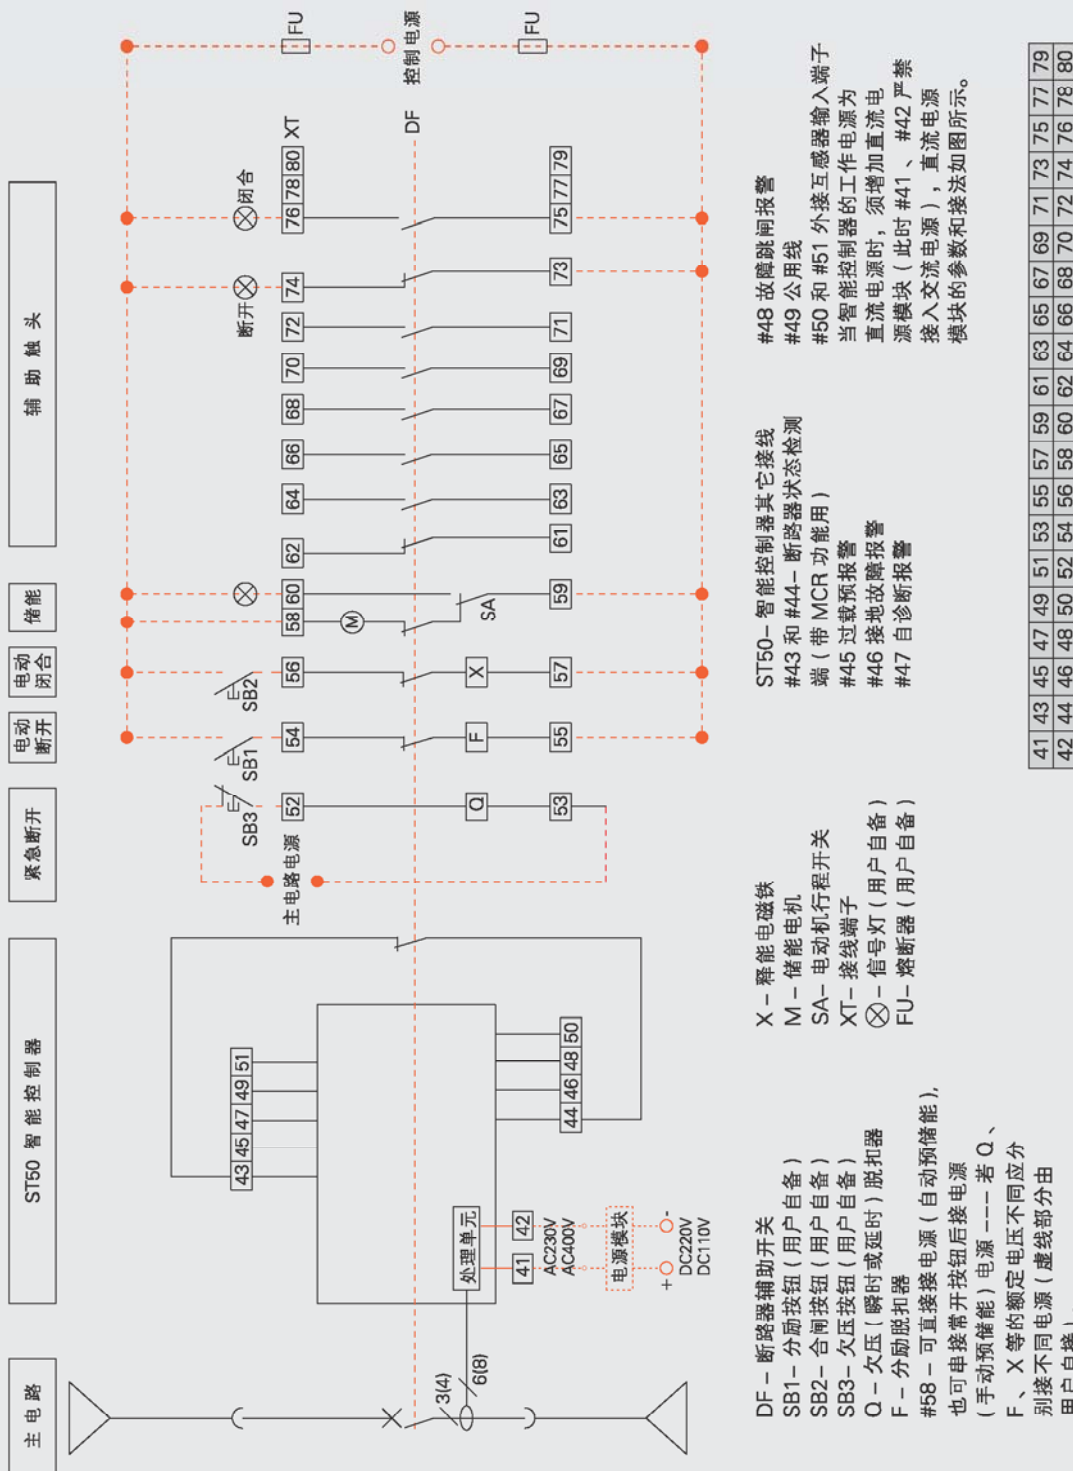 主电路
ST50 智能控制器
紧急断开
电动
断开
电动
闭合
储能
辅助触头
SB3
SB1
SB2
断开
闭合
FU
控制电源
FU
43 45 47 49 51
主电路电源
52
54
56
58 60
62
64
66
68
70
72
74
76 78 80
XT
M
DF
3(4)
6(8)
处理单元
Q
F
X
SA
41
42
44 46 48 50
53
55
57
59
61
63
65
67
69
71
73
75 77 79
AC230V
AC400V
电源模块
+
-
DC220V
DC110V
DF – 断路器辅助开关
SB1– 分励按钮(用户自备)
SB2– 合闸按钮(用户自备)
SB3– 欠压按钮(用户自备)
Q – 欠压(瞬时或延时)脱扣器
F – 分励脱扣器
#58 – 可直接接电源(自动预储能),
也可串接常开按钮后接电源
(手动预储能)电源 --- 若 Q、
F、X 等的额定电压不同应分
别接不同电源(虚线部分由
用户自接)。
X – 释能电磁铁
M – 储能电机
SA– 电动机行程开关
XT– 接线端子
– 信号灯(用户自备)
FU– 熔断器(用户自备)
ST50– 智能控制器其它接线
#43 和 #44– 断路器状态检测
端(带 MCR 功能用)
#45 过载预报警
#46 接地故障报警
#47 自诊断报警
#48 故障跳闸报警
#49 公用线
#50 和 #51 外接互感器输入端子
当智能控制器的工作电源为
直流电源时,须增加直流电
源模块(此时 #41、#42 严禁
接入交流电源),直流电源
模块的参数和接法如图所示。
41 43 45 47 49 51 53 55 57 59 61 63 65 67 69 71 73 75 77 79
42 44 46 48 50 52 54 56 58 60 62 64 66 68 70 72 74 76 78 80